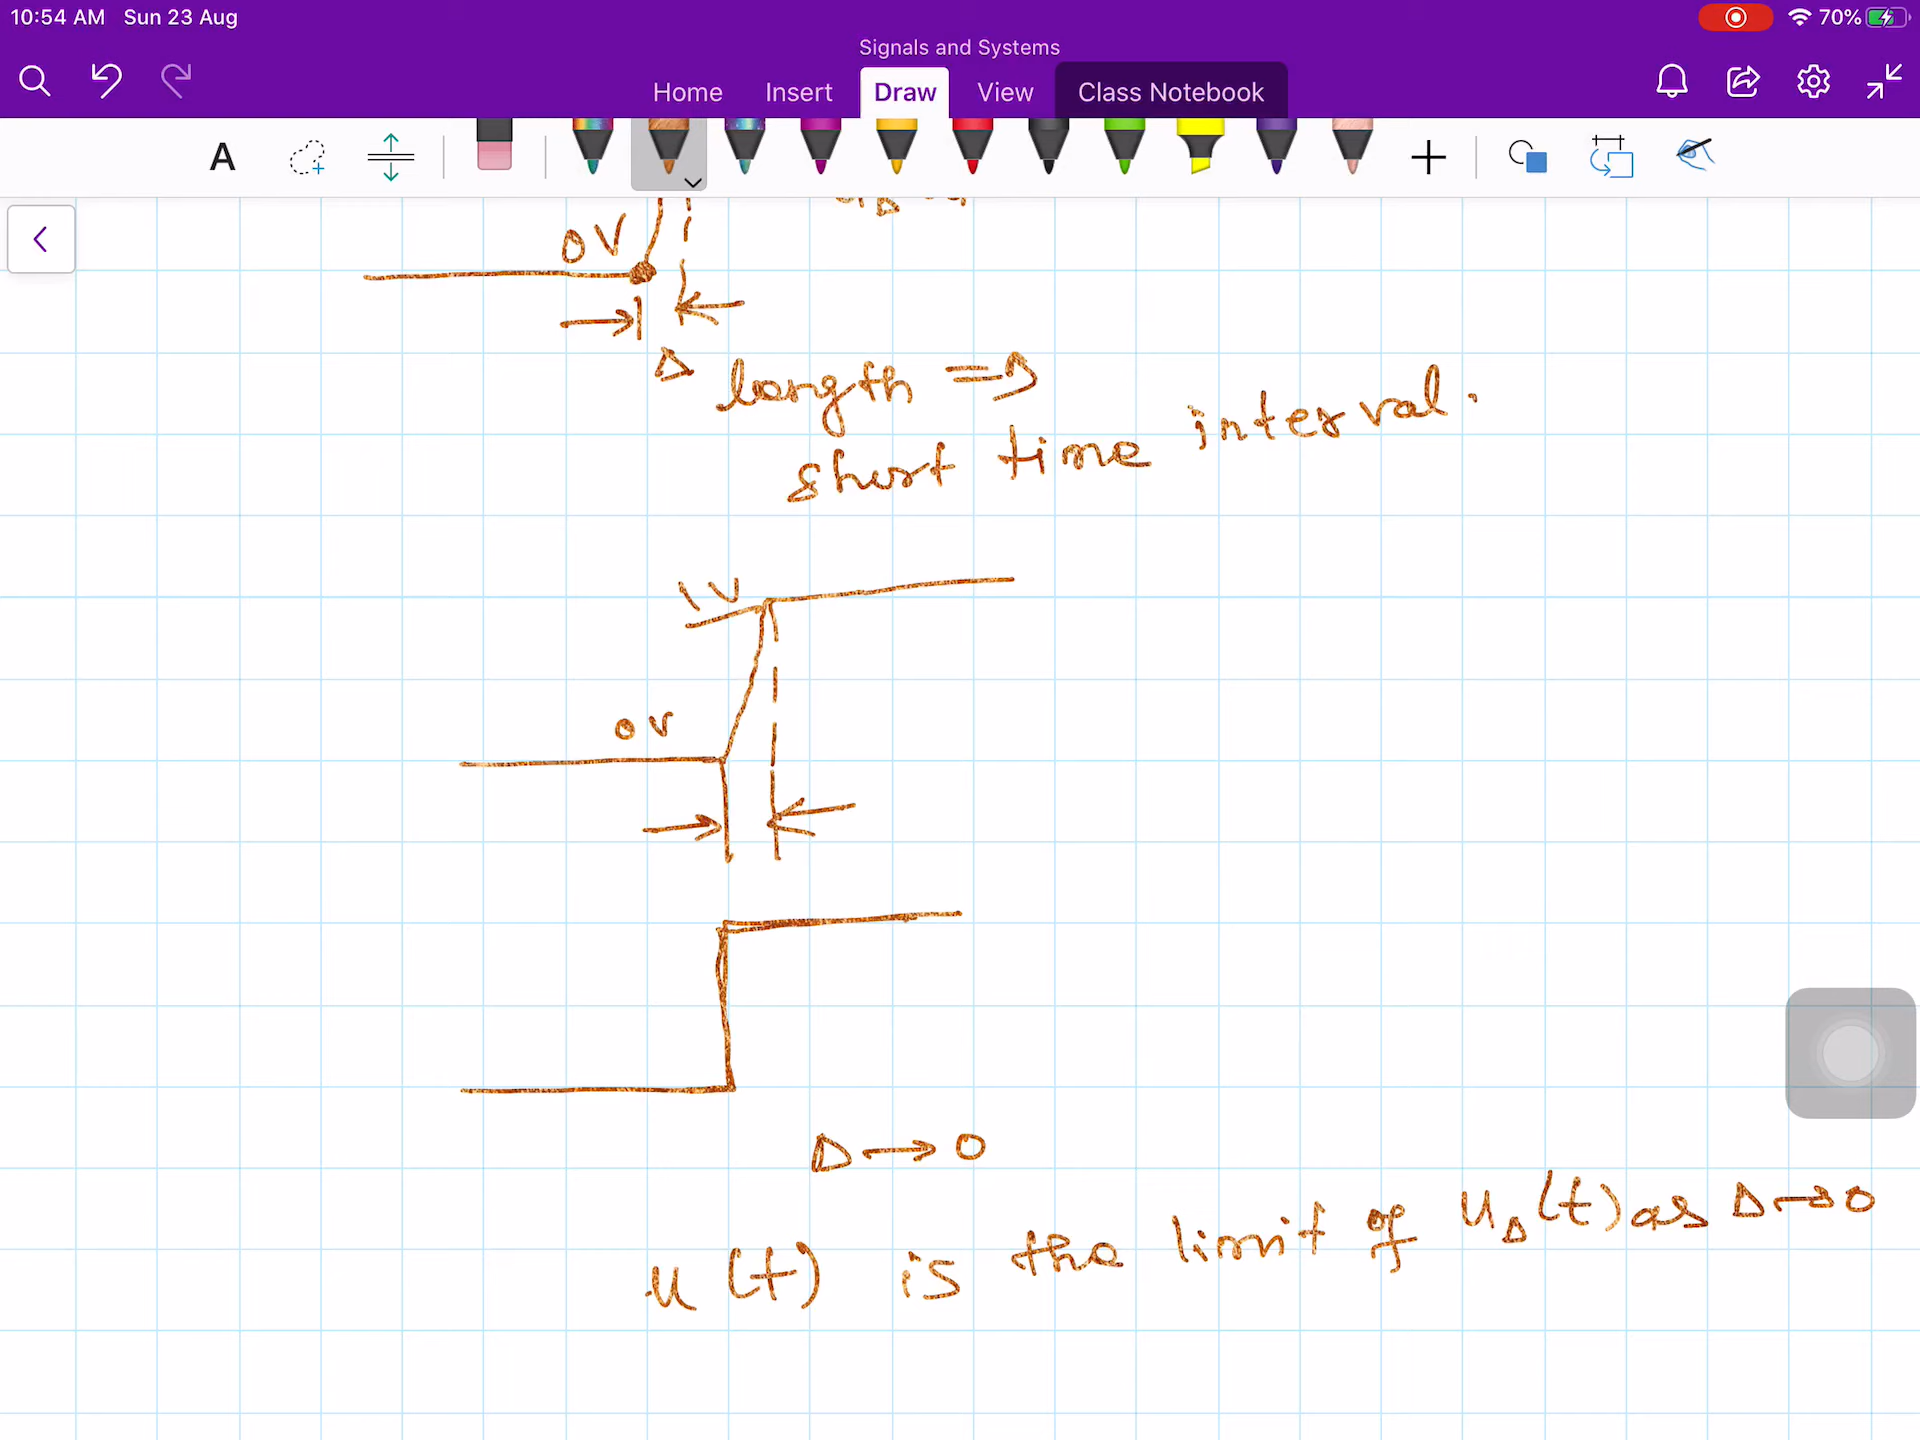 10:54 AM Sun 23 Aug
70%
Signals and Systems
Home Insert Draw View Class Notebook
A
0V
Δ length ⇒
short time interval.
1V
0V
Δ → 0
u(t) is the limit of u_Δ(t) as Δ → 0